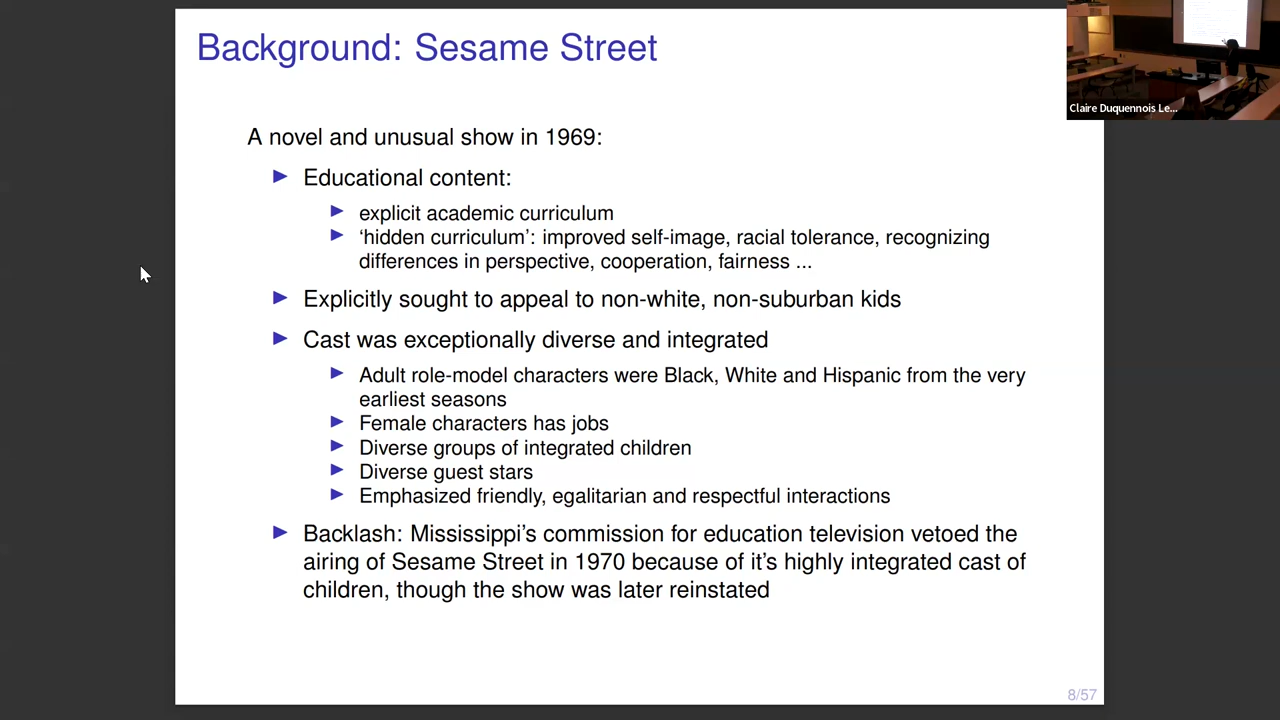 Background: Sesame Street
Claire Duquennois Le...
A novel and unusual show in 1969:
Educational content:
explicit academic curriculum
‘hidden curriculum’: improved self-image, racial tolerance, recognizing
differences in perspective, cooperation, fairness ...
Explicitly sought to appeal to non-white, non-suburban kids
Cast was exceptionally diverse and integrated
Adult role-model characters were Black, White and Hispanic from the very
earliest seasons
Female characters has jobs
Diverse groups of integrated children
Diverse guest stars
Emphasized friendly, egalitarian and respectful interactions
Backlash: Mississippi’s commission for education television vetoed the
airing of Sesame Street in 1970 because of it’s highly integrated cast of
children, though the show was later reinstated
8/57